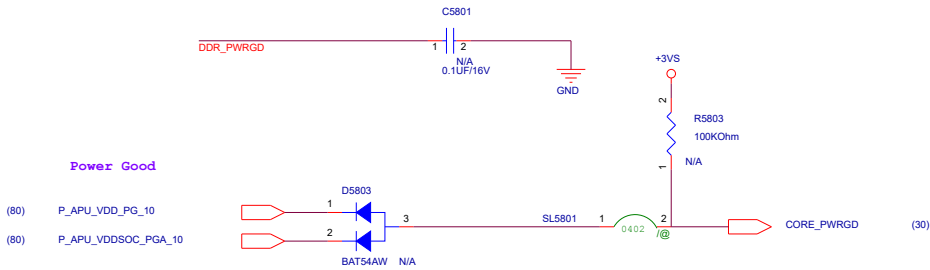 C5801
DDR_PWRGD
1
2
N/A
0.1UF/16V
GND
+3VS
2
R5803
100KOhm
1
N/A
Power Good
D5803
(80)
P_APU_VDD_PG_10
1
3
SL5801
1
2
0402
/@
CORE_PWRGD
(30)
(80)
P_APU_VDDSOC_PGA_10
2
BAT54AW
N/A